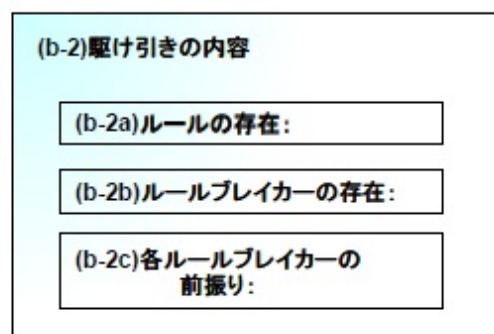 (b-2)駆け引きの内容
(b-2a)ルールの存在:
(b-2b)ルールブレイカーの存在:
(b-2c)各ルールブレイカーの
前振り: